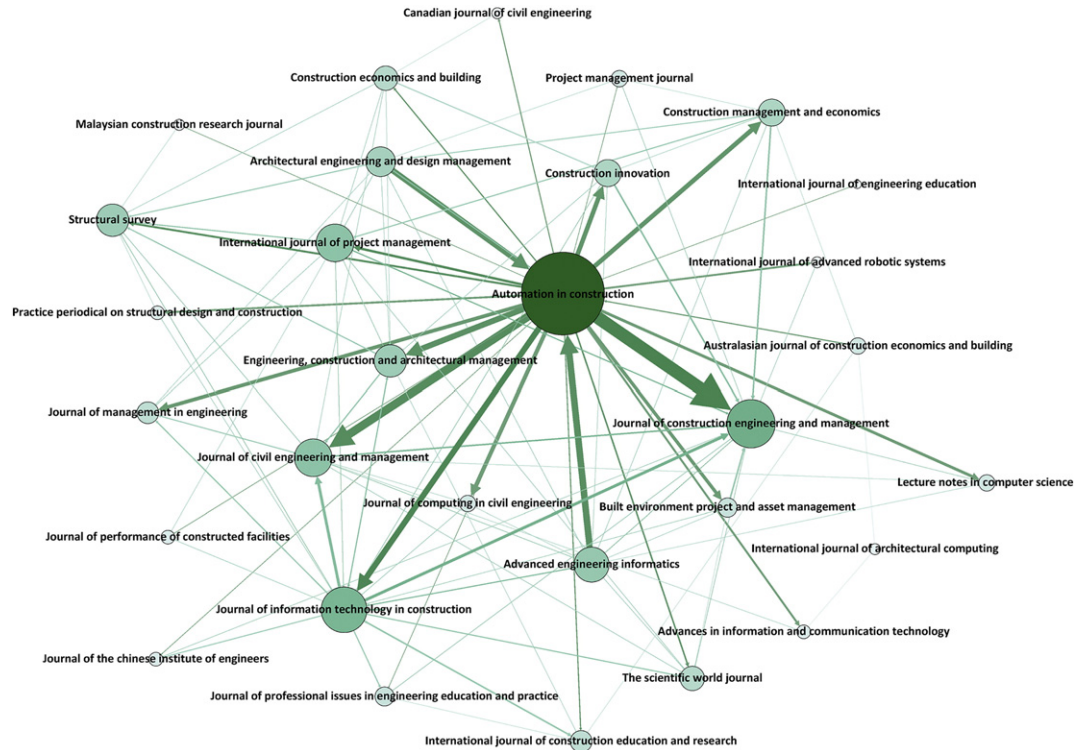 Canadian journal of civil engineering
Construction economics and building
Project management journal
Construction management and economics
Malaysian construction research journal
Architectural engineering and design management
Construction innovation
International journal of engineering education
Structural survey
International journal of project management
International journal of advanced robotic systems
Automation in construction
Practice periodical on structural design and construction
Australasian journal of construction economics and building
Engineering, construction and architectural management
Journal of management in engineering
Journal of construction engineering and management
Journal of civil engineering and management
Lecture notes in computer science
Journal of computing in civil engineering
Built environment project and asset management
Journal of performance of constructed facilities
International journal of architectural computing
Advanced engineering informatics
Journal of information technology in construction
Advances in information and communication technology
Journal of the chinese institute of engineers
The scientific world journal
Journal of professional issues in engineering education and practice
International journal of construction education and research